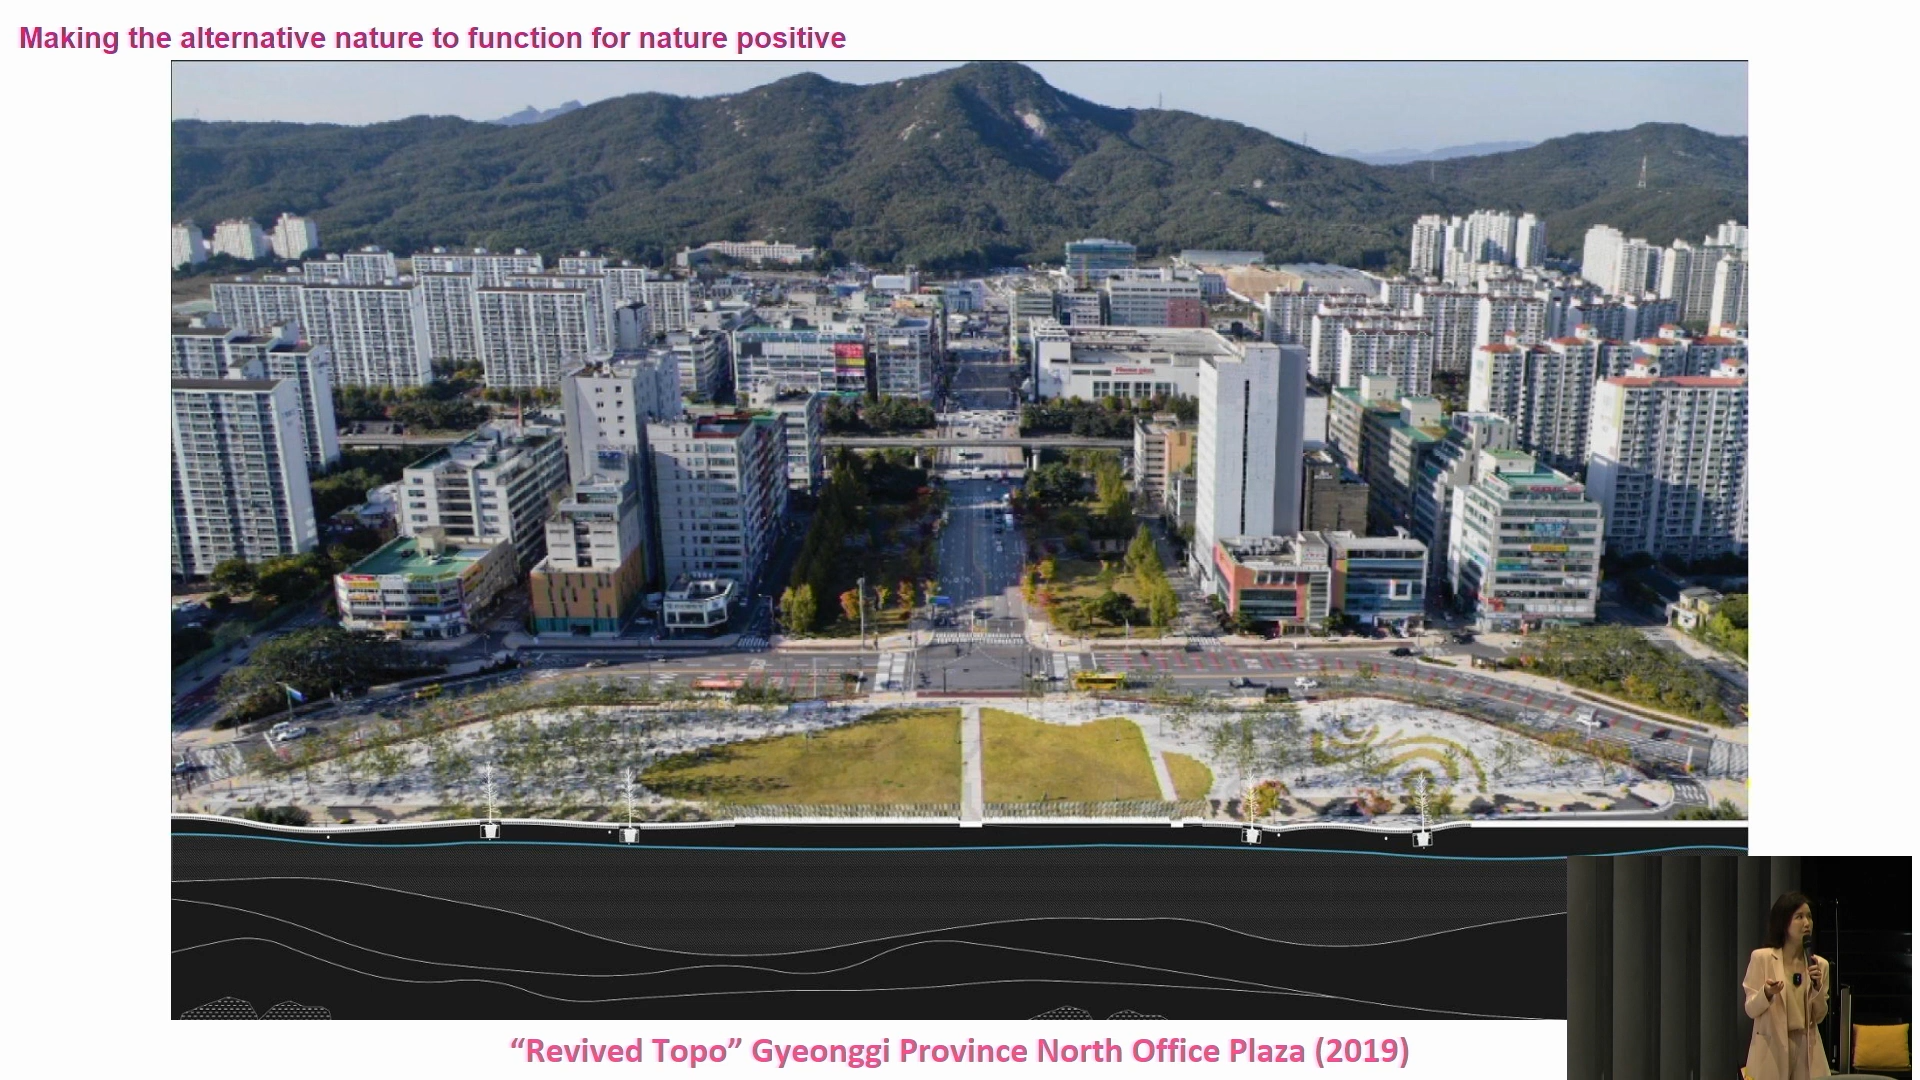 Making the alternative nature to function for nature positive
“Revived Topo” Gyeonggi Province North Office Plaza (2019)